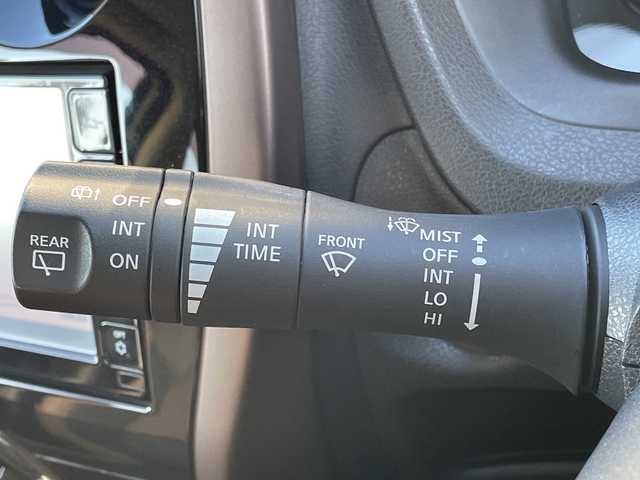 OFF
INT
ON
REAR
INT
TIME
FRONT
MIST
OFF
INT
LO
HI